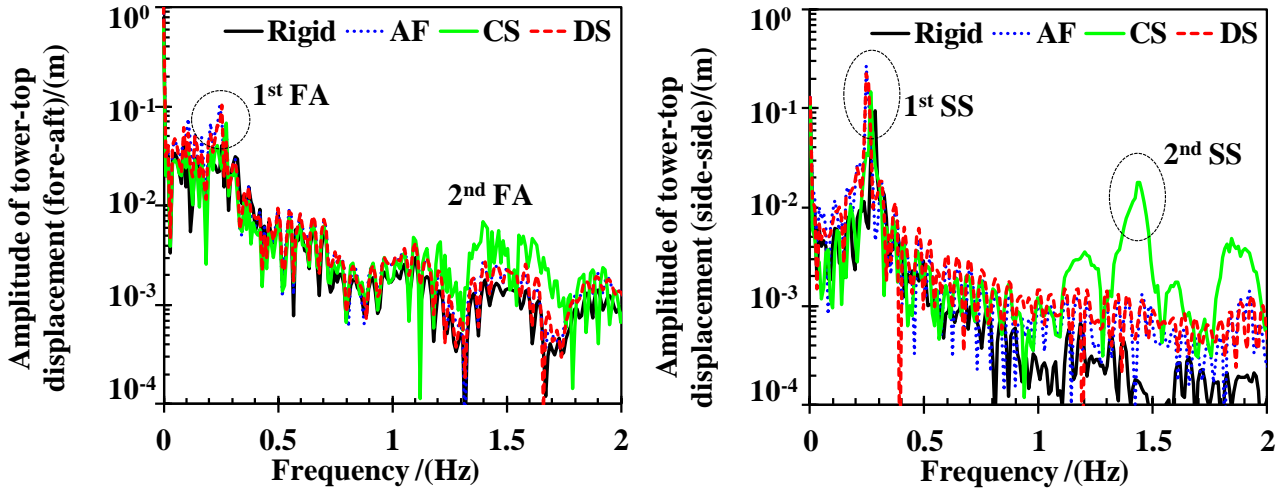 Amplitude of tower-top
displacement (fore-aft)/(m)
10⁰
10⁻¹
10⁻²
10⁻³
10⁻⁴
Rigid AF CS DS
1ˢᵗ FA
2ⁿᵈ FA
0 0.5 1 1.5 2
Frequency /(Hz)
Amplitude of tower-top
displacement (side-side)/(m)
10⁰
10⁻¹
10⁻²
10⁻³
10⁻⁴
Rigid AF CS DS
1ˢᵗ SS
2ⁿᵈ SS
0 0.5 1 1.5 2
Frequency /(Hz)